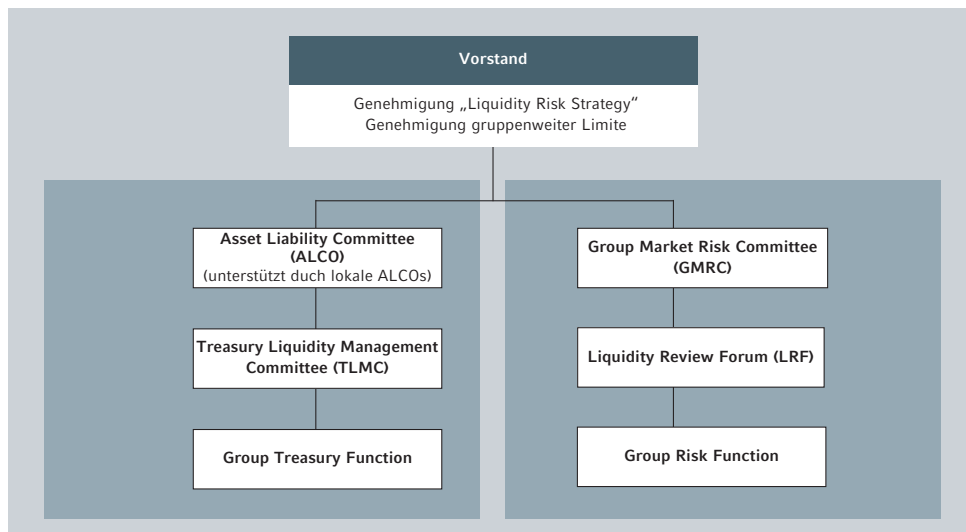 Vorstand
Genehmigung „Liquidity Risk Strategy“
Genehmigung gruppenweiter Limite
Asset Liability Committee
(ALCO)
(unterstützt duch lokale ALCOs)
Treasury Liquidity Management
Committee (TLMC)
Group Treasury Function
Group Market Risk Committee
(GMRC)
Liquidity Review Forum (LRF)
Group Risk Function